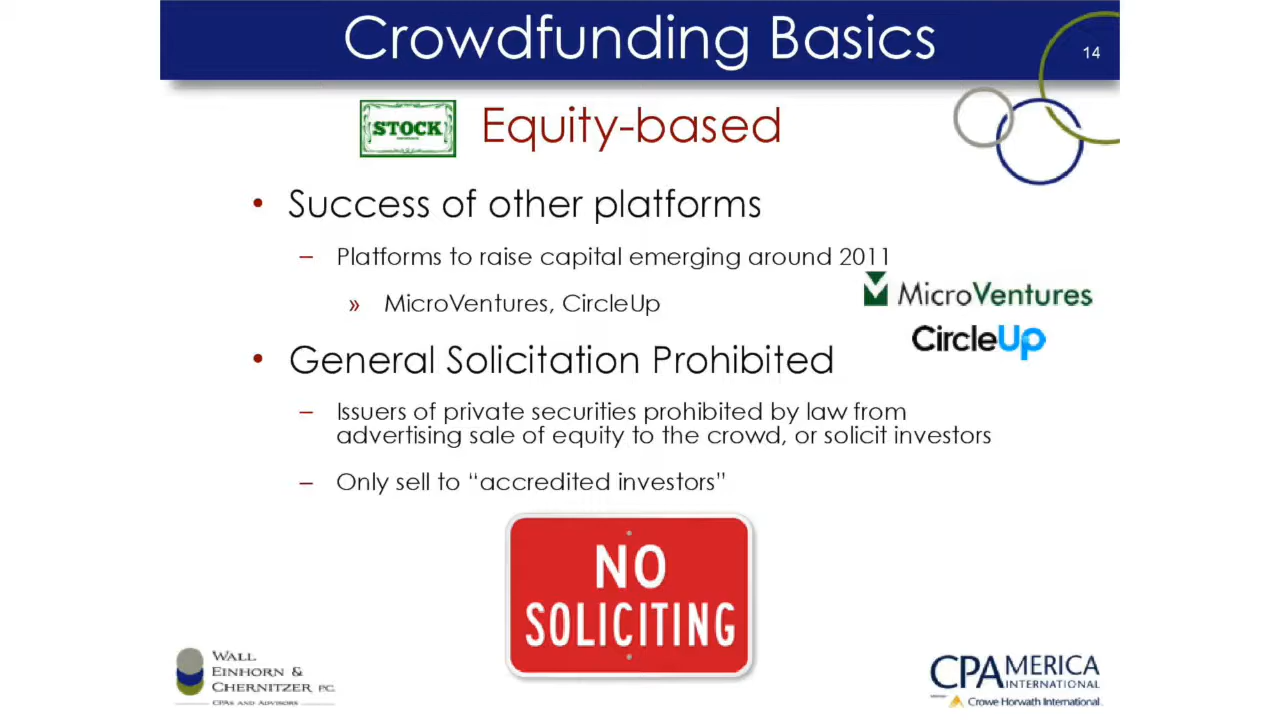 Crowdfunding Basics
14
STOCK
Equity-based
• Success of other platforms
– Platforms to raise capital emerging around 2011
» MicroVentures, CircleUp
MicroVentures
CircleUp
• General Solicitation Prohibited
– Issuers of private securities prohibited by law from
advertising sale of equity to the crowd, or solicit investors
– Only sell to “accredited investors”
NO
SOLICITING
WALL
EINHORN &
CHERNITZER PC.
CPAS AND ADVISORS
CPAMERICA
INTERNATIONAL
Crowe Horwath International